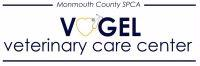 Monmouth County SPCA
VOGEL
veterinary care center